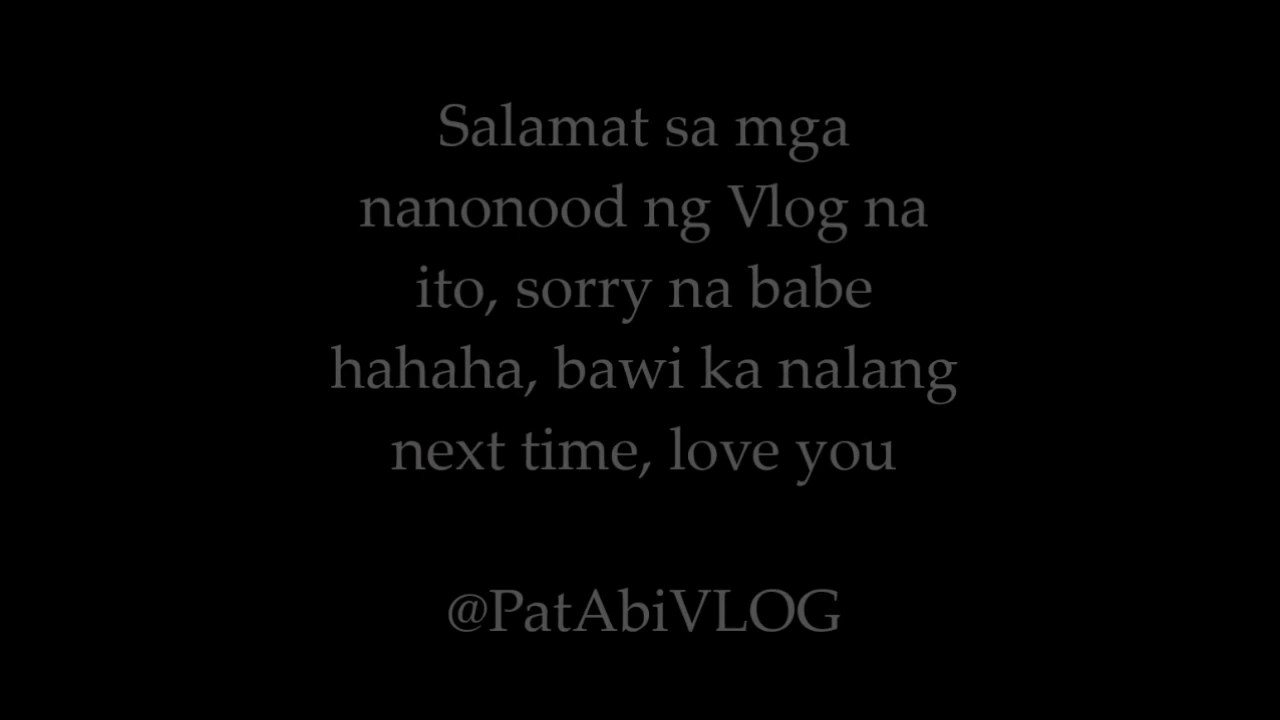 Salamat sa mga
nanonood ng Vlog na
ito, sorry na babe
hahaha, bawi ka nalang
next time, love you
@PatAbiVLOG